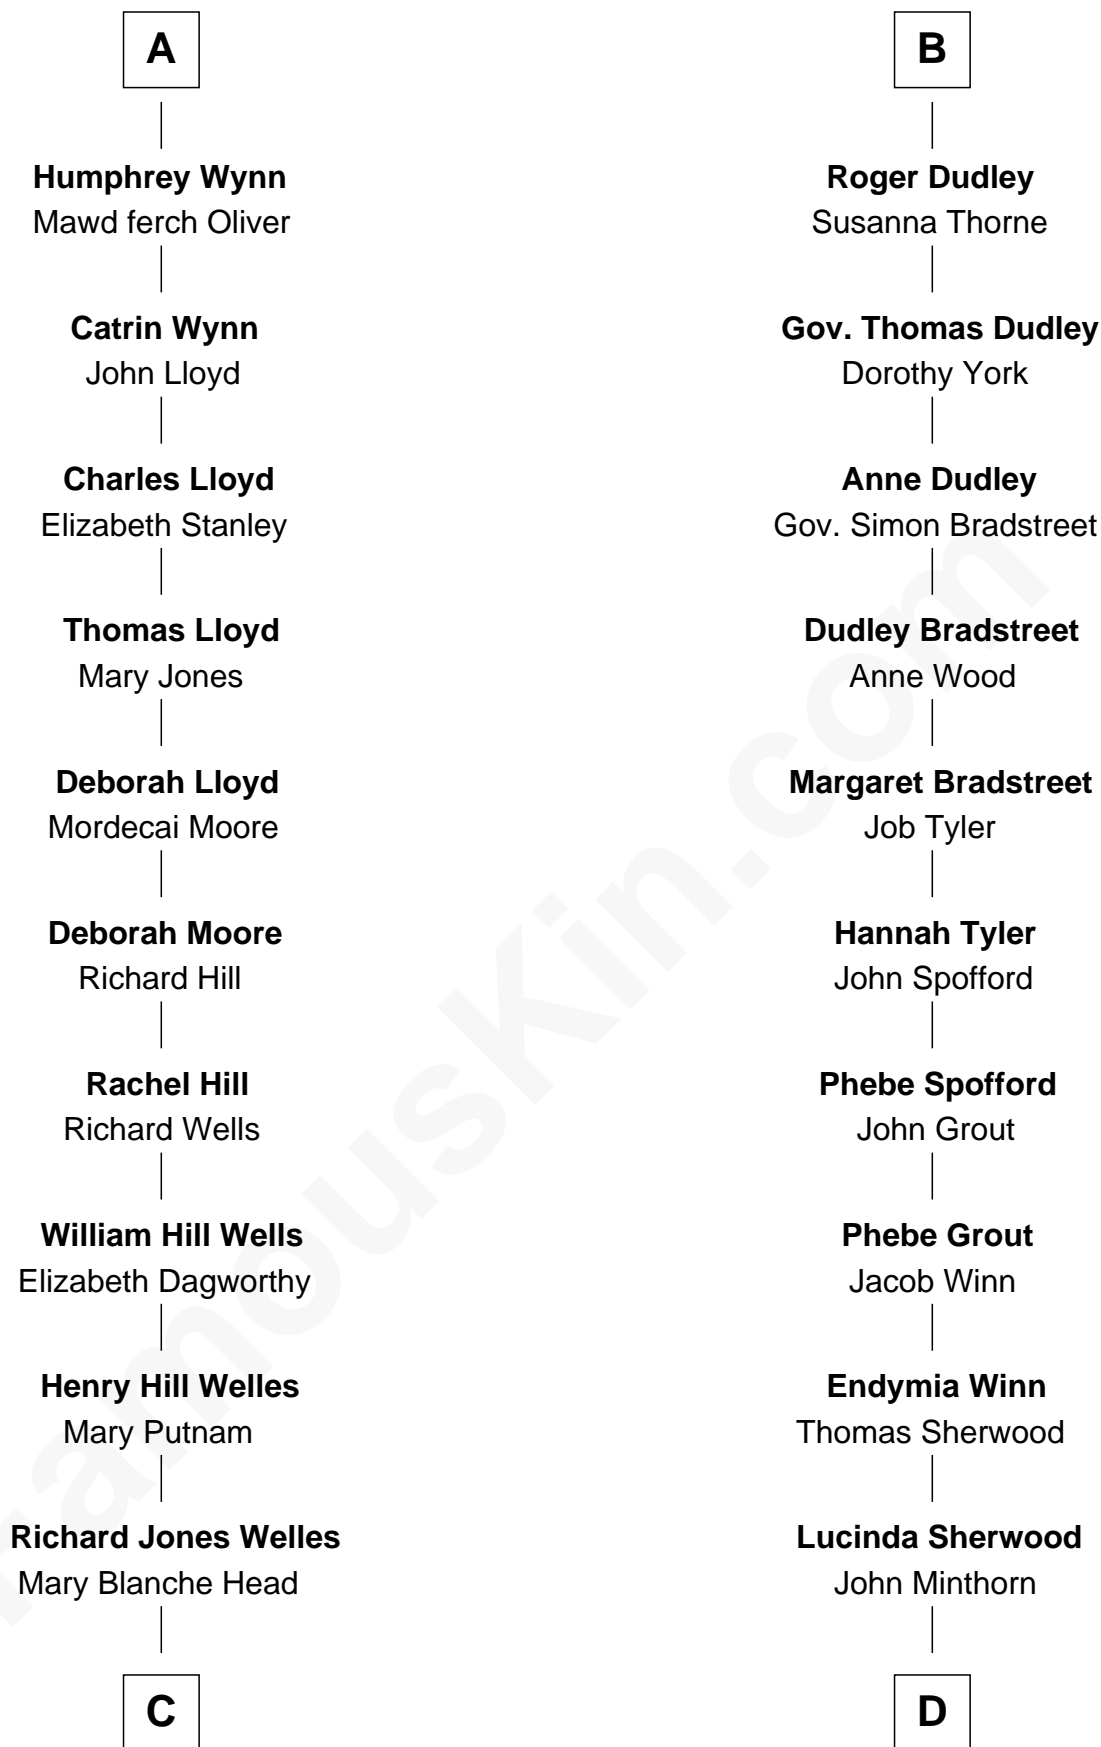 A
Humphrey Wynn
Mawd ferch Oliver
Catrin Wynn
John Lloyd
Charles Lloyd
Elizabeth Stanley
Thomas Lloyd
Mary Jones
Deborah Lloyd
Mordecai Moore
Deborah Moore
Richard Hill
Rachel Hill
Richard Wells
William Hill Wells
Elizabeth Dagworthy
Henry Hill Welles
Mary Putnam
Richard Jones Welles
Mary Blanche Head
C
B
Roger Dudley
Susanna Thorne
Gov. Thomas Dudley
Dorothy York
Anne Dudley
Gov. Simon Bradstreet
Dudley Bradstreet
Anne Wood
Margaret Bradstreet
Job Tyler
Hannah Tyler
John Spofford
Phebe Spofford
John Grout
Phebe Grout
Jacob Winn
Endymia Winn
Thomas Sherwood
Lucinda Sherwood
John Minthorn
D
FamousKin.com